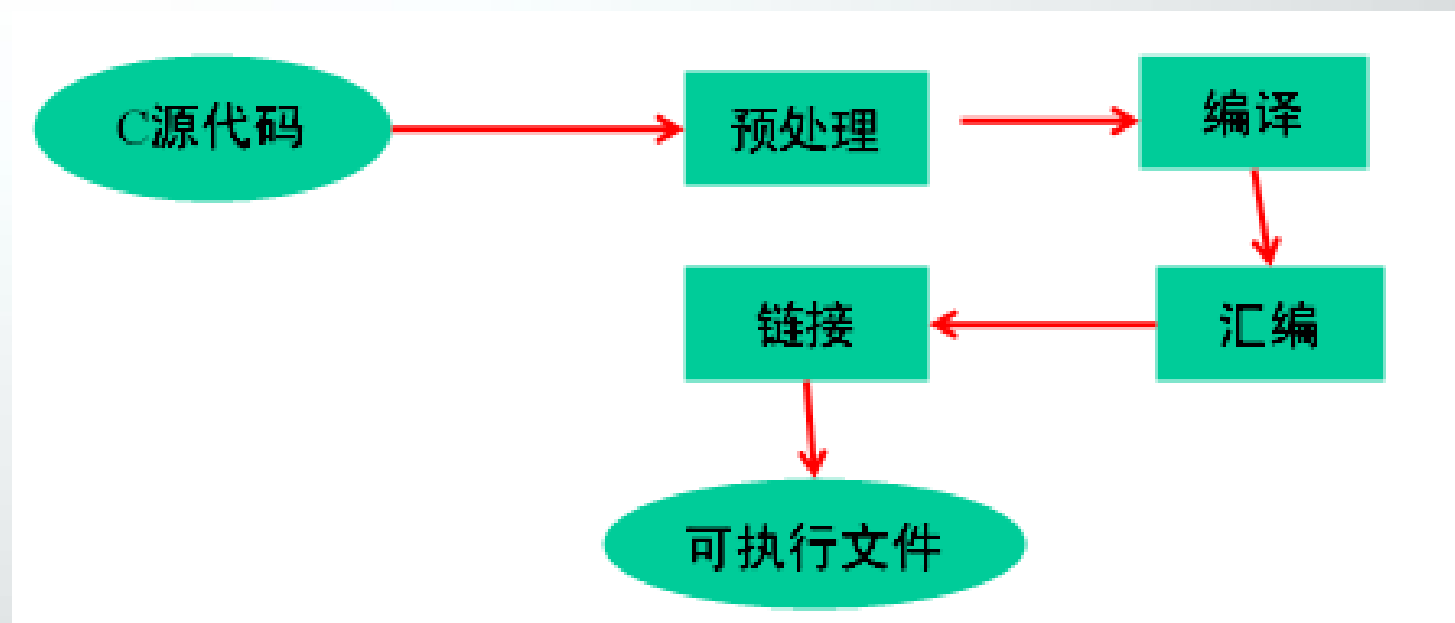 C源代码
预处理
编译
汇编
链接
可执行文件